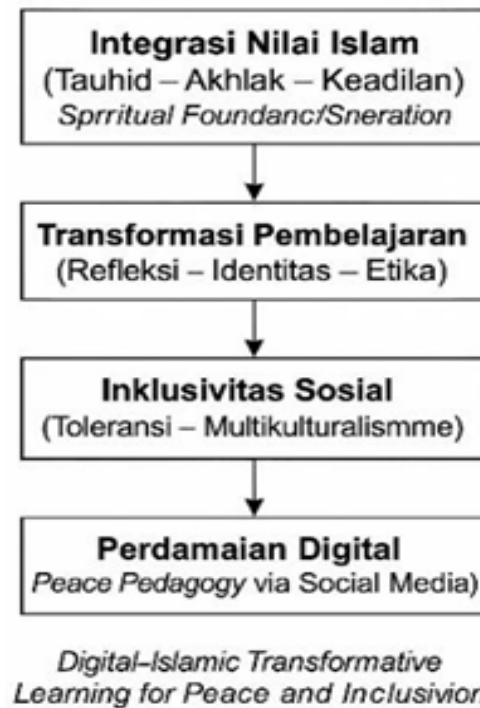 Integrasi Nilai Islam
(Tauhid – Akhlak – Keadilan)
Sprritual Foundanc/Sneration
Transformasi Pembelajaran
(Refleksi – Identitas – Etika)
Inklusivitas Sosial
(Toleransi – Multikulturalismme)
Perdamaian Digital
Peace Pedagogy via Social Media)
Digital–Islamic Transformative
Learning for Peace and Inclusivion